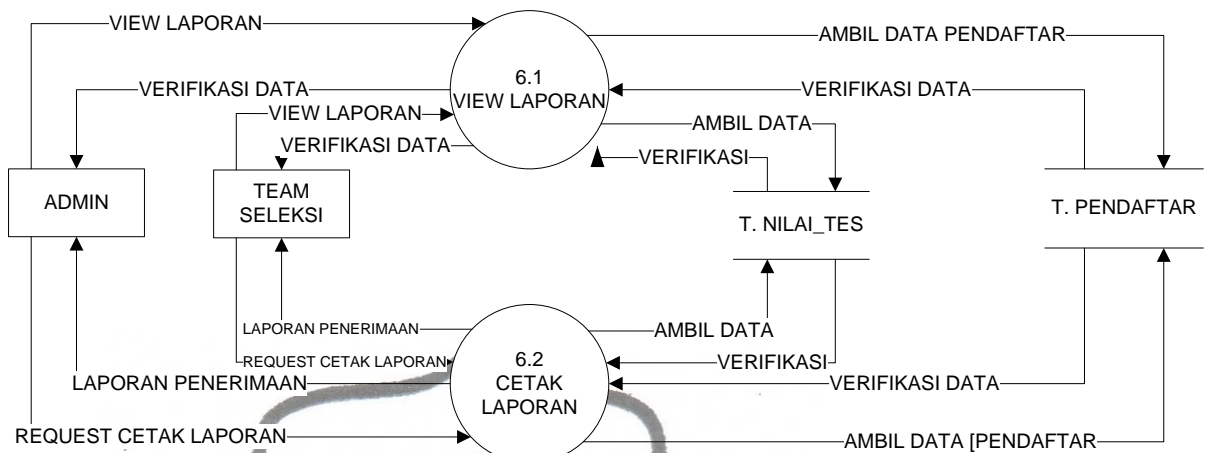 VIEW LAPORAN
AMBIL DATA PENDAFTAR
6.1
VIEW LAPORAN
VERIFIKASI DATA
VERIFIKASI DATA
VIEW LAPORAN
AMBIL DATA
VERIFIKASI DATA
VERIFIKASI
ADMIN
TEAM
SELEKSI
T. NILAI_TES
T. PENDAFTAR
LAPORAN PENERIMAAN
AMBIL DATA
REQUEST CETAK LAPORAN
6.2
CETAK
LAPORAN
VERIFIKASI
LAPORAN PENERIMAAN
VERIFIKASI DATA
REQUEST CETAK LAPORAN
AMBIL DATA [PENDAFTAR